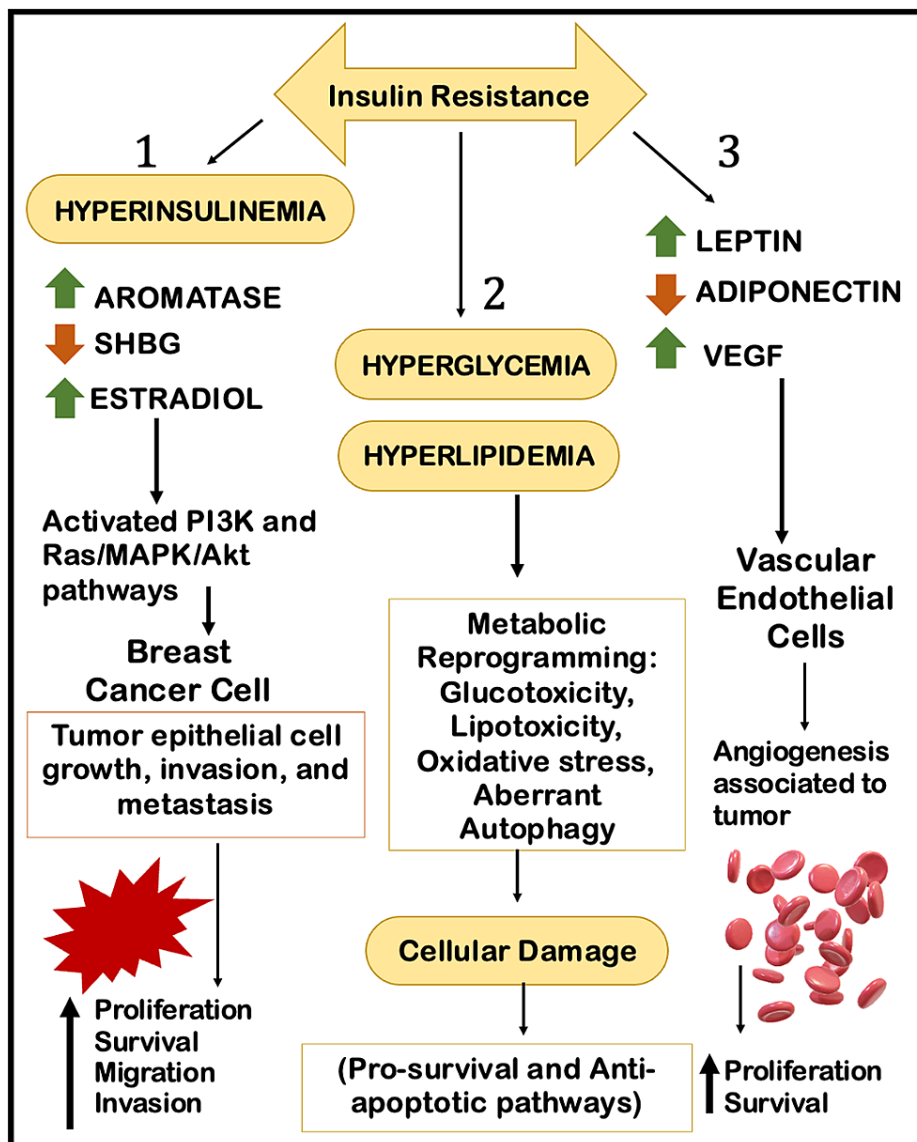 Insulin Resistance
1
HYPERINSULINEMIA
AROMATASE
SHBG
ESTRADIOL
Activated PI3K and
Ras/MAPK/Akt
pathways
Breast
Cancer Cell
Tumor epithelial cell
growth, invasion, and
metastasis
Proliferation
Survival
Migration
Invasion
2
HYPERGLYCEMIA
HYPERLIPIDEMIA
Metabolic
Reprogramming:
Glucotoxicity,
Lipotoxicity,
Oxidative stress,
Aberrant
Autophagy
Cellular Damage
(Pro-survival and Anti-
apoptotic pathways)
3
LEPTIN
ADIPONECTIN
VEGF
Vascular
Endothelial
Cells
Angiogenesis
associated to
tumor
Proliferation
Survival